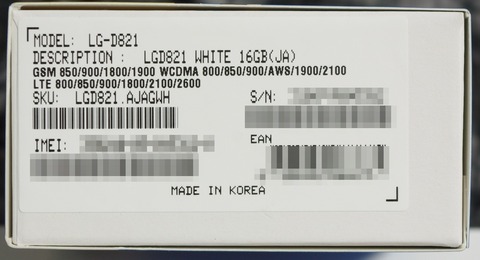 MODEL: LG-D821
DESCRIPTION : LGD821 WHITE 16GB(JA)
GSM 850/900/1800/1900 WCDMA 800/850/900/AWS/1900/2100
LTE 800/850/900/1800/2100/2600
SKU: LGD821.AJAGWH
S/N:
IMEI:
EAN
MADE IN KOREA